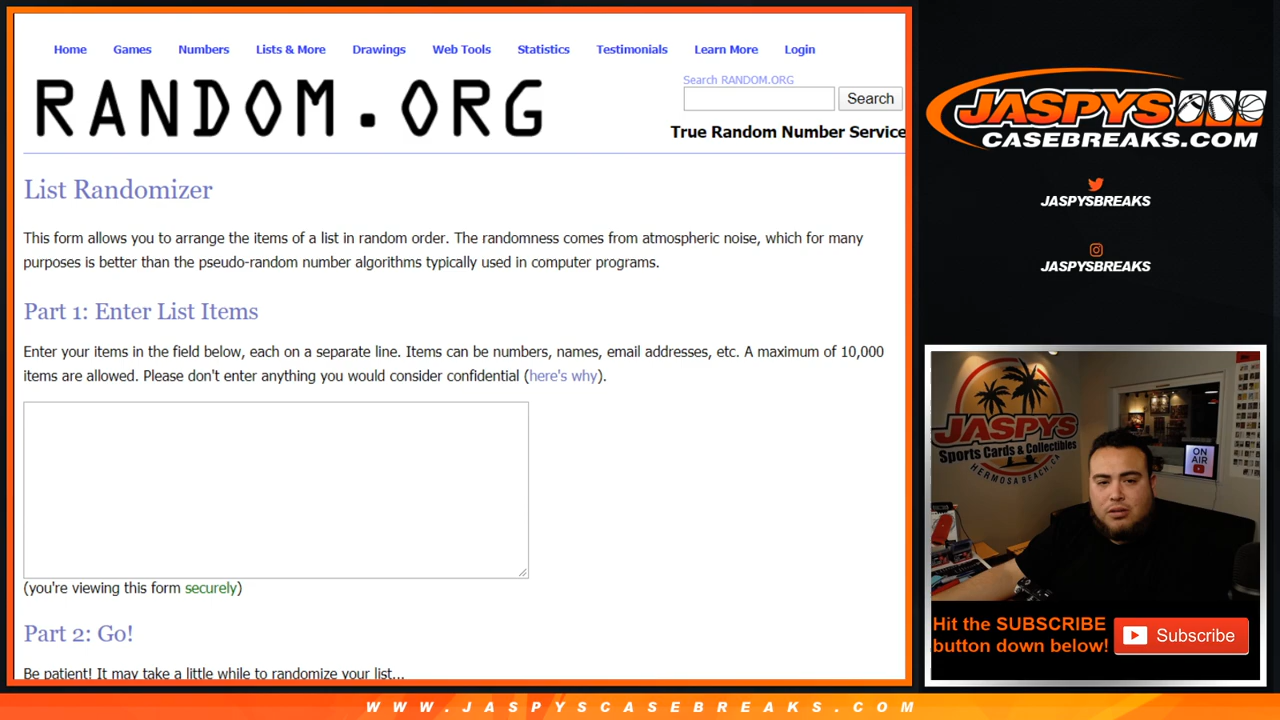 Home Games Numbers Lists & More Drawings Web Tools Statistics Testimonials Learn More Login
RANDOM.ORG
Search RANDOM.ORG
Search
True Random Number Service
List Randomizer
This form allows you to arrange the items of a list in random order. The randomness comes from atmospheric noise, which for many
purposes is better than the pseudo-random number algorithms typically used in computer programs.
Part 1: Enter List Items
Enter your items in the field below, each on a separate line. Items can be numbers, names, email addresses, etc. A maximum of 10,000
items are allowed. Please don't enter anything you would consider confidential (here's why).
(you're viewing this form securely)
Part 2: Go!
Be patient! It may take a little while to randomize your list...
JASPYS
CASEBREAKS.COM
JASPYSBREAKS
JASPYSBREAKS
JASPYS
Sports Cards & Collectibles
HERMOSA BEACH, CA
ON
AIR
Hit the SUBSCRIBE
button down below!
Subscribe
WWW.JASPYSCASEBREAKS.COM